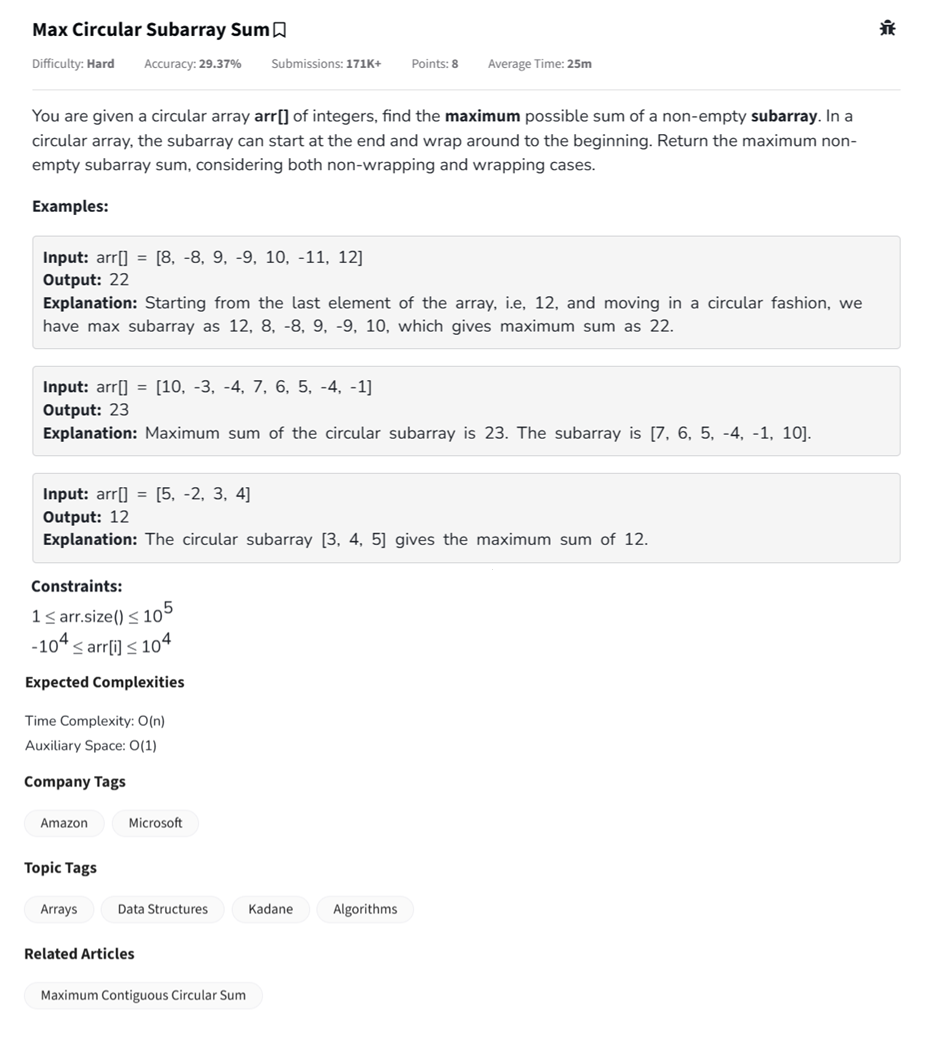 Max Circular Subarray Sum
Difficulty: Hard Accuracy: 29.37% Submissions: 171K+ Points: 8 Average Time: 25m
You are given a circular array arr[] of integers, find the maximum possible sum of a non-empty subarray. In a
circular array, the subarray can start at the end and wrap around to the beginning. Return the maximum non-
empty subarray sum, considering both non-wrapping and wrapping cases.
Examples:
Input: arr[] = [8, -8, 9, -9, 10, -11, 12]
Output: 22
Explanation: Starting from the last element of the array, i.e, 12, and moving in a circular fashion, we
have max subarray as 12, 8, -8, 9, -9, 10, which gives maximum sum as 22.
Input: arr[] = [10, -3, -4, 7, 6, 5, -4, -1]
Output: 23
Explanation: Maximum sum of the circular subarray is 23. The subarray is [7, 6, 5, -4, -1, 10].
Input: arr[] = [5, -2, 3, 4]
Output: 12
Explanation: The circular subarray [3, 4, 5] gives the maximum sum of 12.
Constraints:
1 ≤ arr.size() ≤ 10^5
-10^4 ≤ arr[i] ≤ 10^4
Expected Complexities
Time Complexity: O(n)
Auxiliary Space: O(1)
Company Tags
Amazon Microsoft
Topic Tags
Arrays Data Structures Kadane Algorithms
Related Articles
Maximum Contiguous Circular Sum